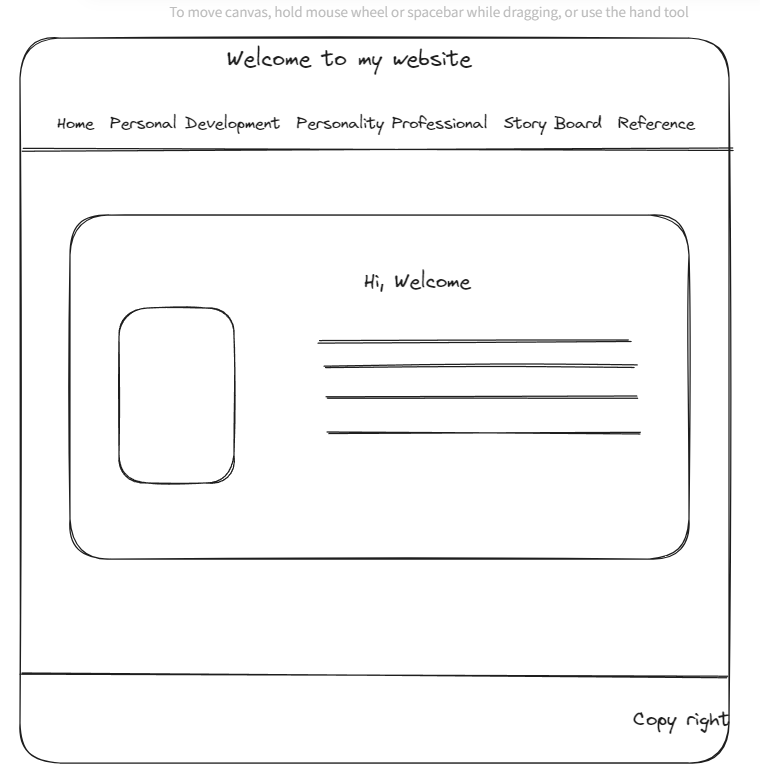 To move canvas, hold mouse wheel or spacebar while dragging, or use the hand tool
Welcome to my website
Home Personal Development Personality Professional Story Board Reference
Hi, Welcome
Copy right